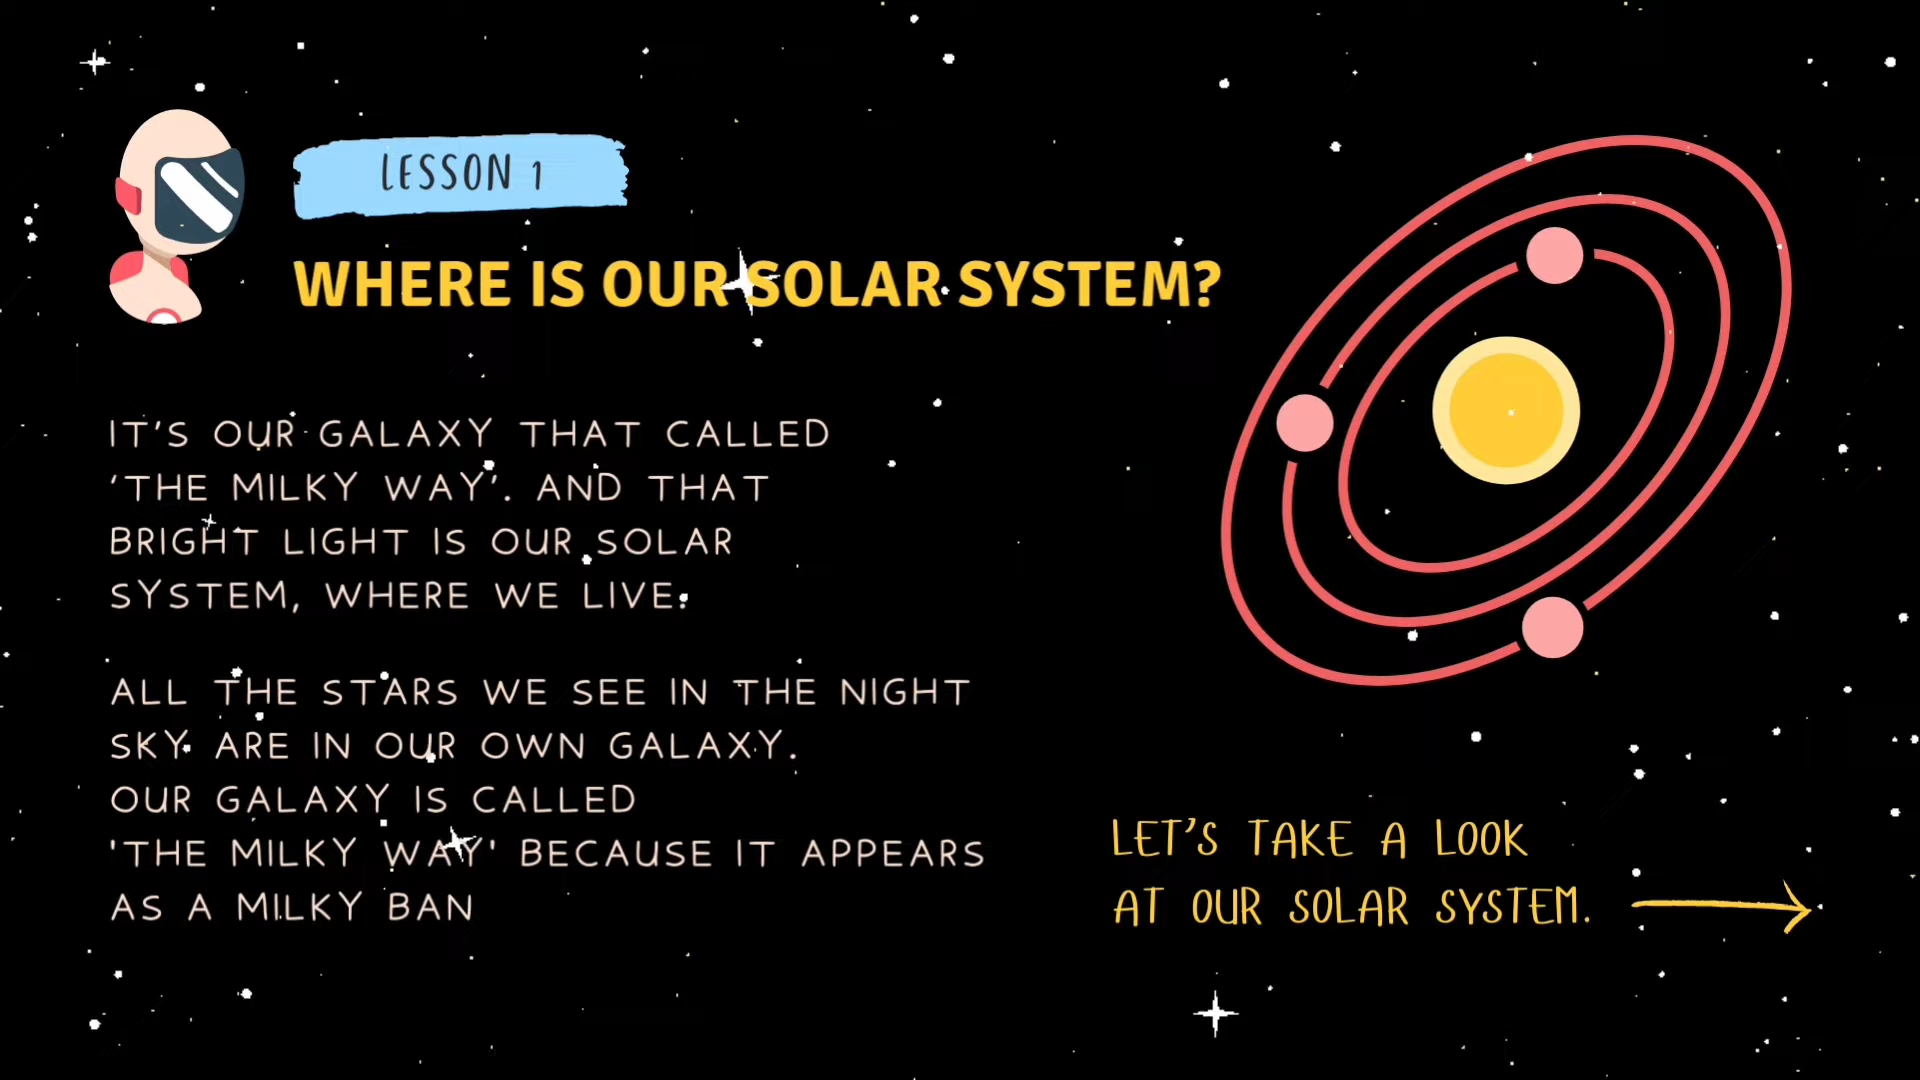 LESSON 1
WHERE IS OUR SOLAR SYSTEM?
IT'S OUR GALAXY THAT CALLED
'THE MILKY WAY'. AND THAT
BRIGHT LIGHT IS OUR SOLAR
SYSTEM, WHERE WE LIVE.
ALL THE STARS WE SEE IN THE NIGHT
SKY ARE IN OUR OWN GALAXY.
OUR GALAXY IS CALLED
'THE MILKY WAY' BECAUSE IT APPEARS
AS A MILKY BAN
LET'S TAKE A LOOK
AT OUR SOLAR SYSTEM.